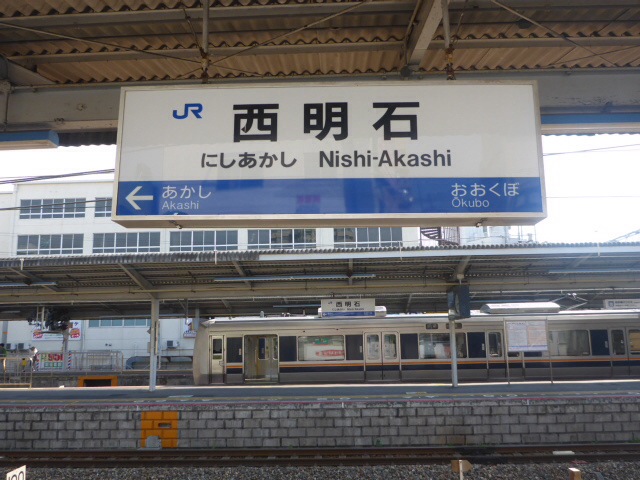 JR 西明石
にしあかし Nishi-Akashi
← あかし おおくぼ
Akashi Ōkubo
西明石